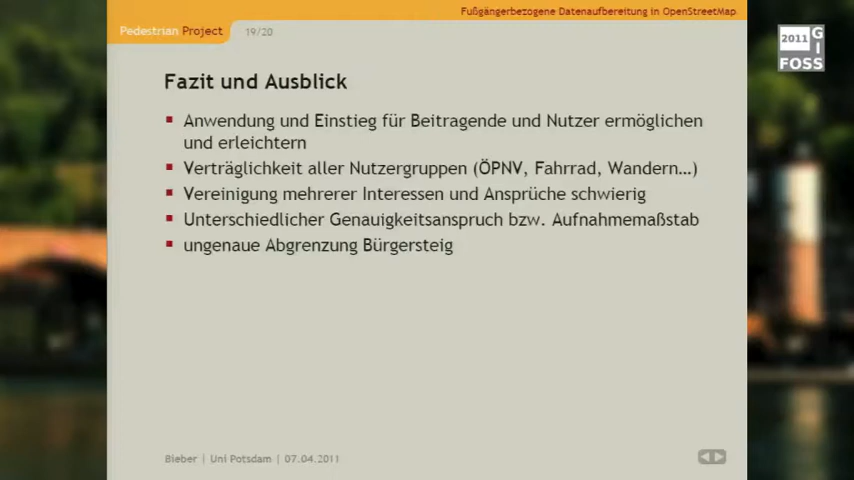 Fußgängerbezogene Datenaufbereitung in OpenStreetMap
Pedestrian Project
19/20
2011
G
I
FOSS
Fazit und Ausblick
Anwendung und Einstieg für Beitragende und Nutzer ermöglichen
und erleichtern
Verträglichkeit aller Nutzergruppen (ÖPNV, Fahrrad, Wandern…)
Vereinigung mehrerer Interessen und Ansprüche schwierig
Unterschiedlicher Genauigkeitsanspruch bzw. Aufnahmemaßstab
ungenaue Abgrenzung Bürgersteig
Bieber | Uni Potsdam | 07.04.2011